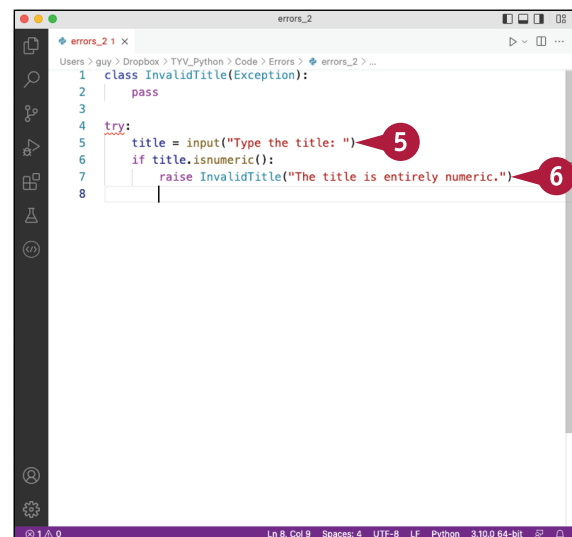 errors_2
errors_2 1 ×
Users > guy > Dropbox > TYV_Python > Code > Errors > errors_2 > ...
1 class InvalidTitle(Exception):
2     pass
3
4 try:
5     title = input("Type the title: ") 5
6     if title.isnumeric():
7         raise InvalidTitle("The title is entirely numeric.") 6
8
1 0 Ln 8, Col 9 Spaces: 4 UTF-8 LF Python 3.10.0 64-bit